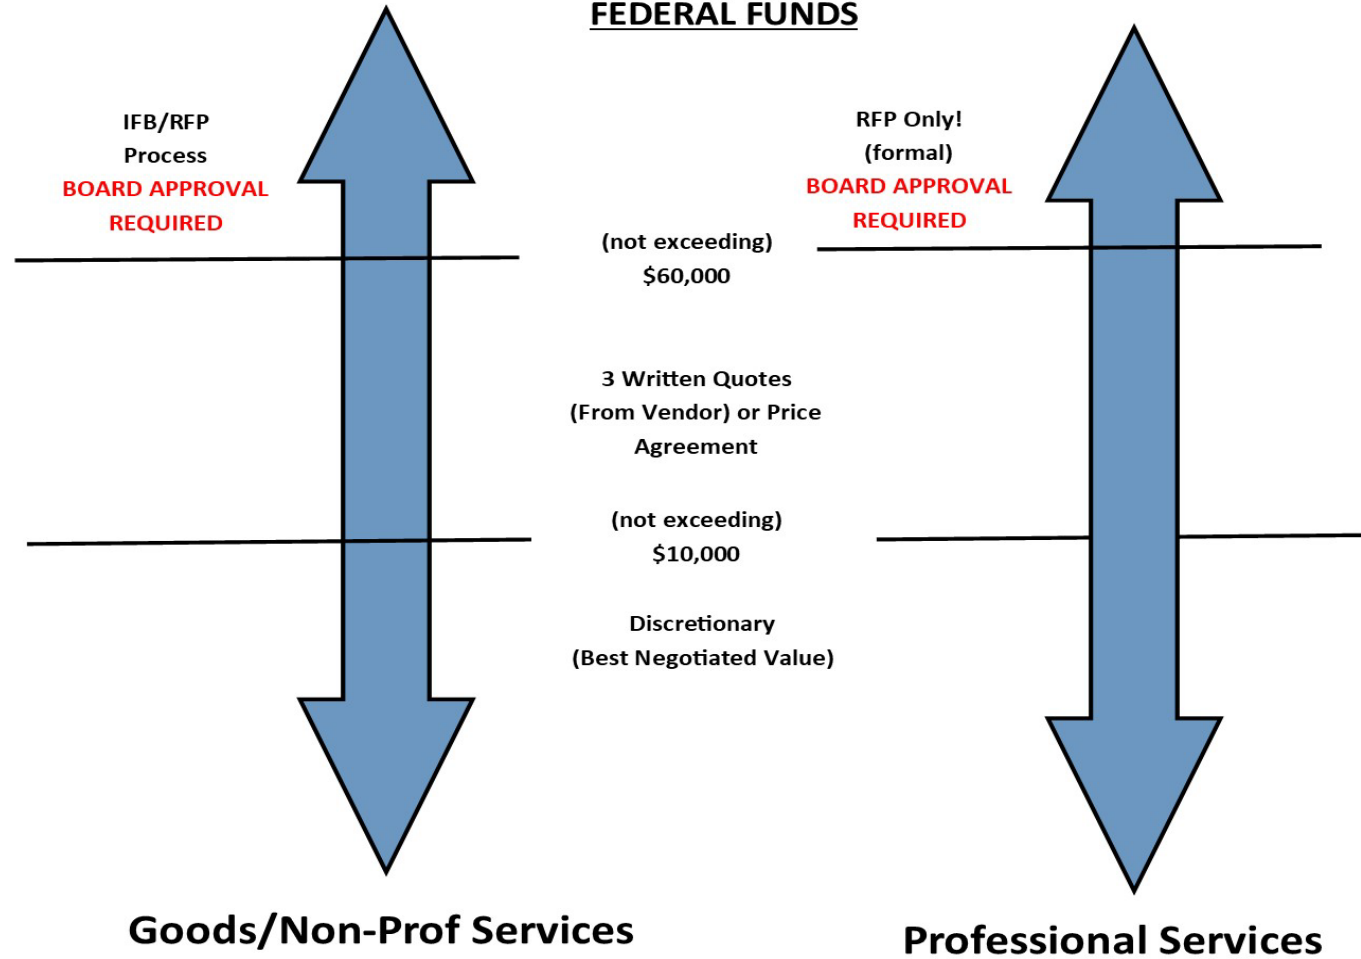 FEDERAL FUNDS
IFB/RFP
Process
BOARD APPROVAL
REQUIRED
RFP Only!
(formal)
BOARD APPROVAL
REQUIRED
(not exceeding)
$60,000
3 Written Quotes
(From Vendor) or Price
Agreement
(not exceeding)
$10,000
Discretionary
(Best Negotiated Value)
Goods/Non-Prof Services
Professional Services